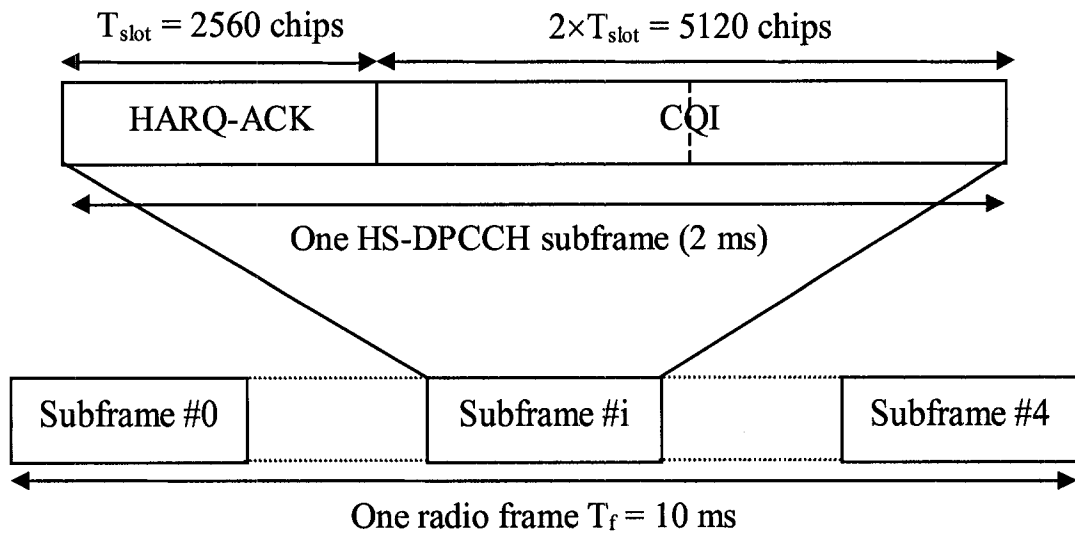 T_slot = 2560 chips 2×T_slot = 5120 chips
HARQ-ACK CQI
One HS-DPCCH subframe (2 ms)
Subframe #0 Subframe #i Subframe #4
One radio frame T_f = 10 ms